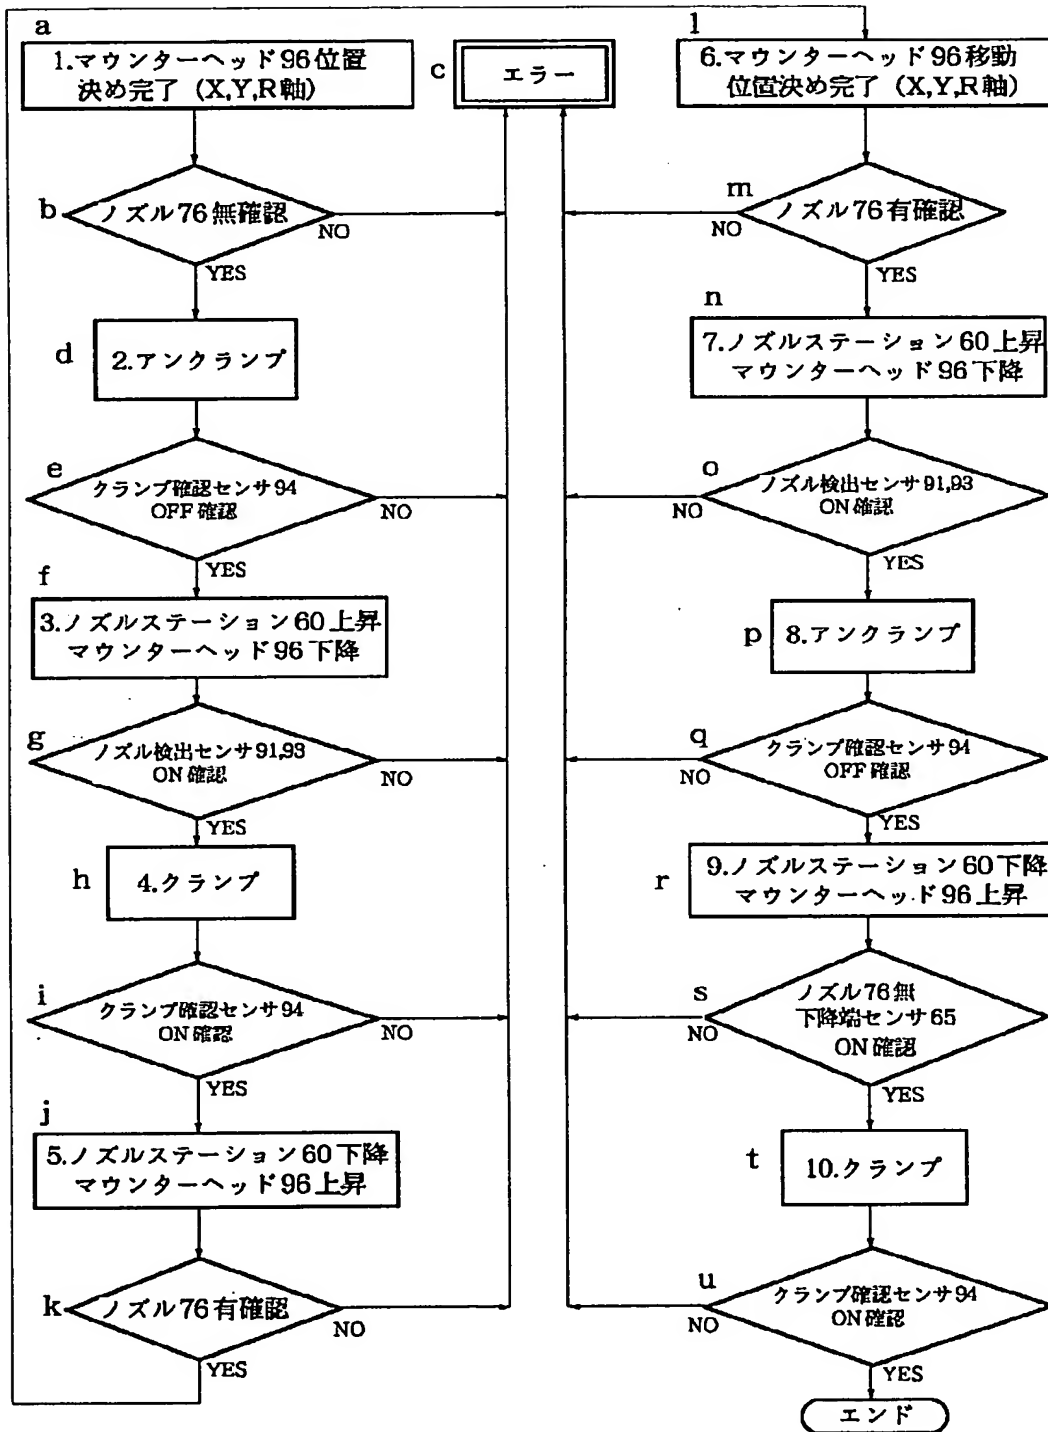 a
1.マウンターヘッド96位置
決め完了 (X,Y,R軸)
b
ノズル76無確認
NO
YES
d
2.アンクランプ
e
クランプ確認センサ94
OFF確認
NO
YES
f
3.ノズルステーション60上昇
マウンターヘッド96下降
g
ノズル検出センサ91,93
ON確認
NO
YES
h
4.クランプ
i
クランプ確認センサ94
ON確認
NO
YES
j
5.ノズルステーション60下降
マウンターヘッド96上昇
k
ノズル76有確認
NO
YES
c
エラー
l
6.マウンターヘッド96移動
位置決め完了 (X,Y,R軸)
m
ノズル76有確認
NO
YES
n
7.ノズルステーション60上昇
マウンターヘッド96下降
o
ノズル検出センサ91,93
ON確認
NO
YES
p
8.アンクランプ
q
クランプ確認センサ94
OFF確認
NO
YES
r
9.ノズルステーション60下降
マウンターヘッド96上昇
s
ノズル76無
下降端センサ65
ON確認
NO
YES
t
10.クランプ
u
クランプ確認センサ94
ON確認
NO
YES
エンド